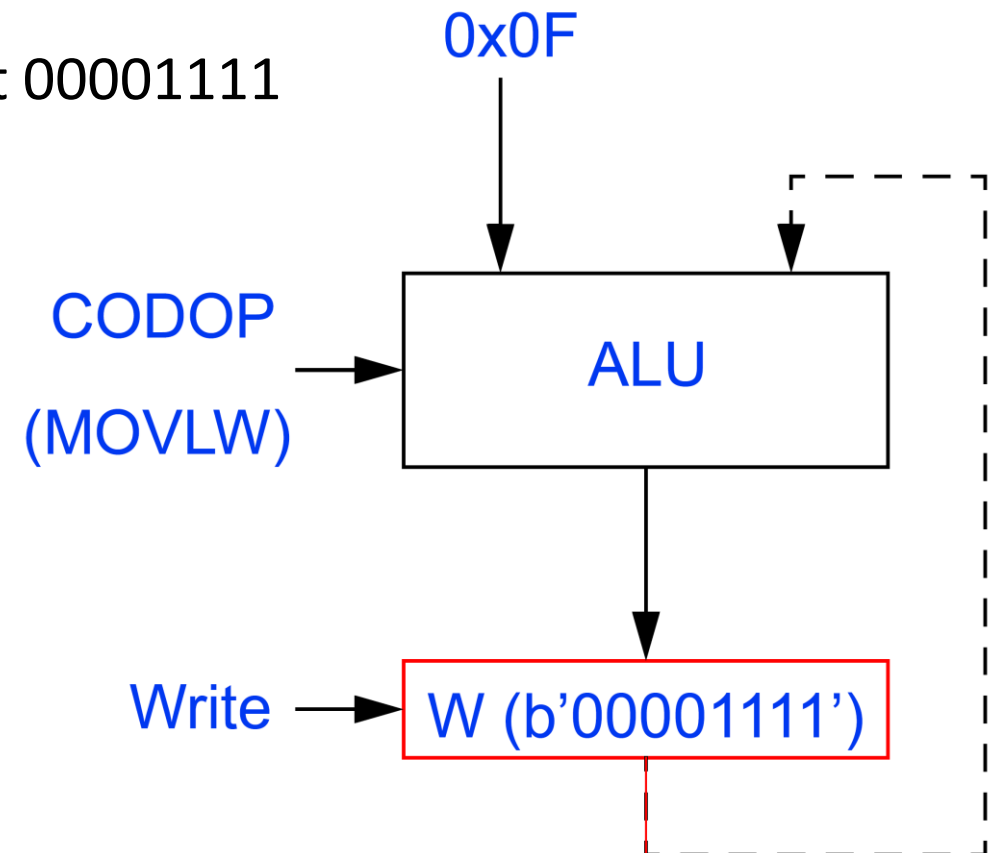 0x0F
t 00001111
CODOP
ALU
(MOVLW)
Write
W (b’00001111’)